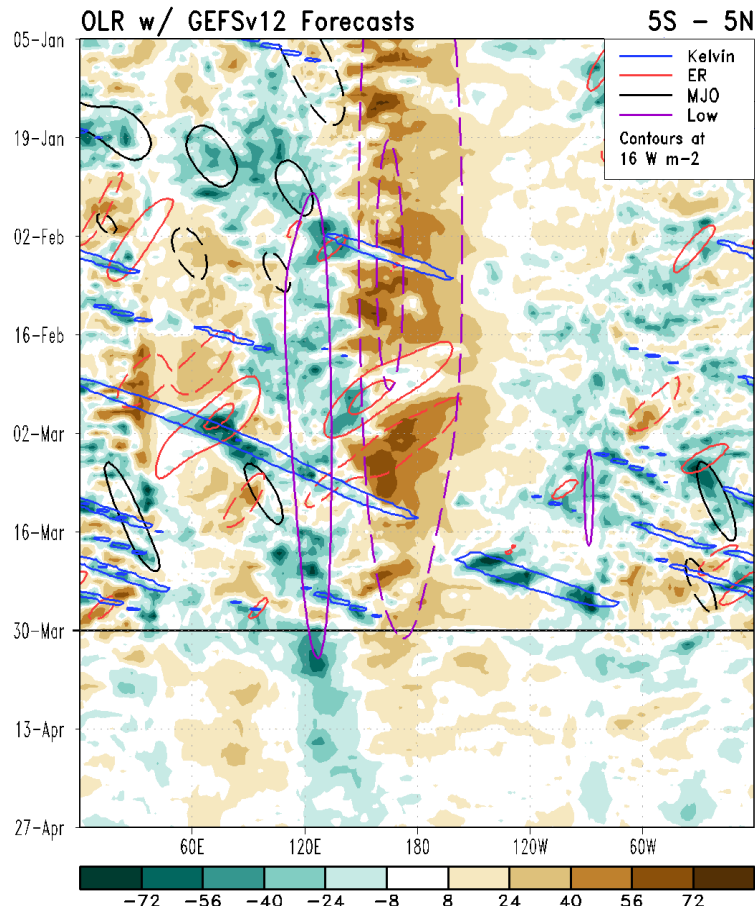 OLR w/ GEFSv12 Forecasts 5S - 5N
05-Jan
19-Jan
02-Feb
16-Feb
02-Mar
16-Mar
30-Mar
13-Apr
27-Apr
Kelvin
ER
MJO
Low
Contours at
16 W m-2
60E 120E 180 120W 60W
-72 -56 -40 -24 -8 8 24 40 56 72